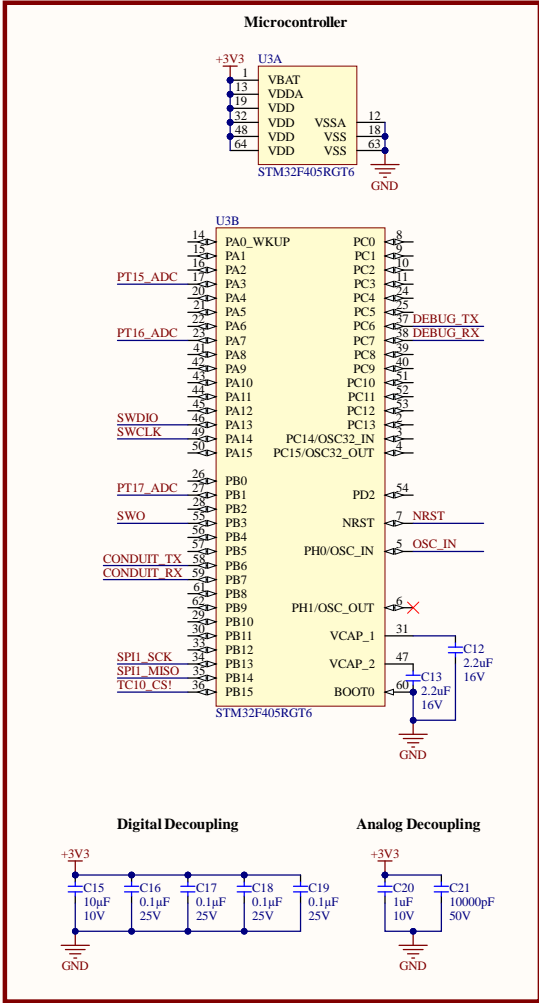 Microcontroller
+3V3
U3A
1 VBAT
13 VDDA
19 VDD
32 VDD VSSA 12
48 VDD VSS 18
64 VDD VSS 63
STM32F405RGT6
GND
U3B
14 PA0_WKUP PC0 8
15 PA1 PC1 9
16 PA2 PC2 10
PT15_ADC 17 PA3 PC3 11
20 PA4 PC4 24
21 PA5 PC5 25
22 PA6 PC6 37 DEBUG_TX
PT16_ADC 23 PA7 PC7 38 DEBUG_RX
41 PA8 PC8 39
42 PA9 PC9 40
43 PA10 PC10 51
44 PA11 PC11 52
45 PA12 PC12 53
SWDIO 46 PA13 PC13 2
SWCLK 49 PA14 PC14/OSC32_IN 3
50 PA15 PC15/OSC32_OUT 4
26 PB0
PT17_ADC 27 PB1 PD2 54
28 PB2
SWO 55 PB3 NRST 7 NRST
56 PB4
57 PB5 PH0/OSC_IN 5 OSC_IN
CONDUIT_TX 58 PB6
CONDUIT_RX 59 PB7
61 PB8
62 PB9 PH1/OSC_OUT 6
29 PB10
30 PB11 VCAP_1 31
33 PB12
SPI1_SCK 34 PB13 VCAP_2 47
SPI1_MISO 35 PB14
TC10_CS! 36 PB15 BOOT0 60
STM32F405RGT6
C12
2.2uF
16V
C13
2.2uF
16V
GND
Digital Decoupling
+3V3
C15 C16 C17 C18 C19
10μF 0.1μF 0.1μF 0.1μF 0.1μF
10V 25V 25V 25V 25V
GND
Analog Decoupling
+3V3
C20 C21
1uF 10000pF
10V 50V
GND